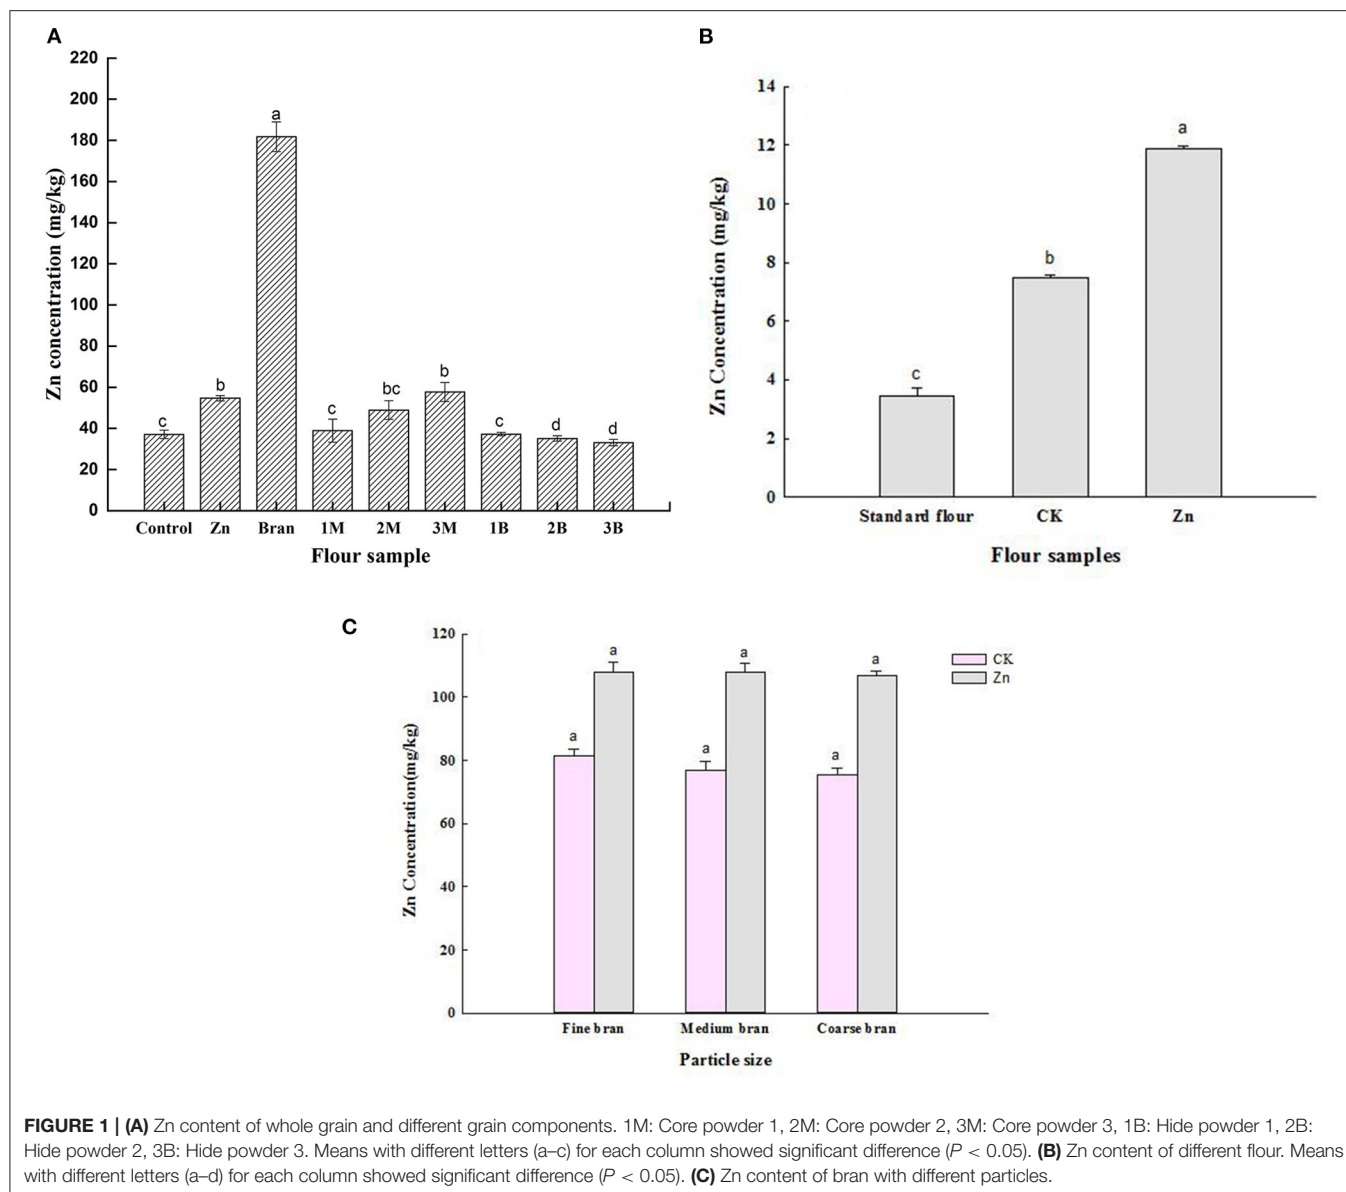 A
220
200
180
160
140
120
100
80
60
40
20
0
Zn concentration (mg/kg)
c
b
a
c
bc
b
c
d
d
Control Zn Bran 1M 2M 3M 1B 2B 3B
Flour sample
B
14
12
10
8
6
4
2
0
Zn Concentration (mg/kg)
c
b
a
Standard flour CK Zn
Flour samples
C
120
100
80
60
40
20
0
Zn Concentration(mg/kg)
a
a
a
a
a
a
CK
Zn
Fine bran Medium bran Coarse bran
Particle size
FIGURE 1 | (A) Zn content of whole grain and different grain components. 1M: Core powder 1, 2M: Core powder 2, 3M: Core powder 3, 1B: Hide powder 1, 2B:
Hide powder 2, 3B: Hide powder 3. Means with different letters (a–c) for each column showed significant difference (P < 0.05). (B) Zn content of different flour. Means
with different letters (a–d) for each column showed significant difference (P < 0.05). (C) Zn content of bran with different particles.